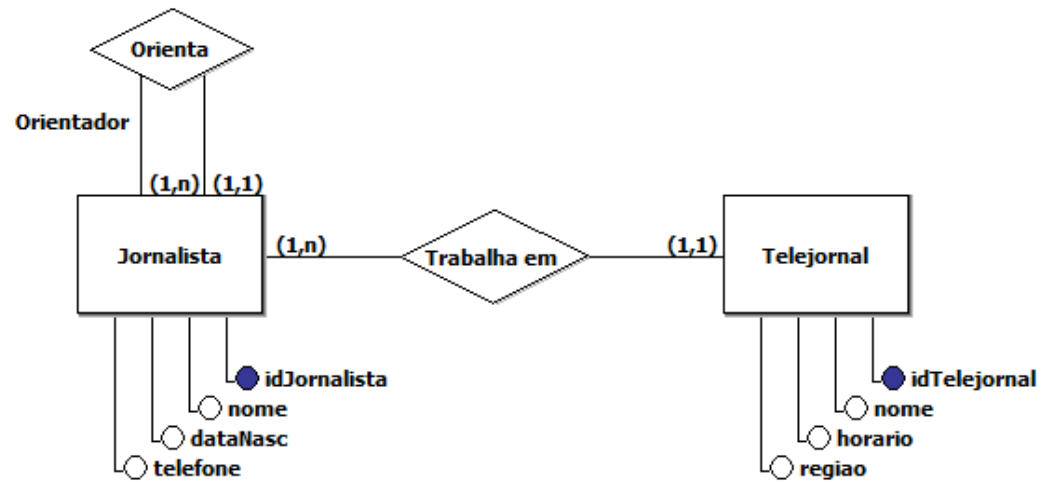 Orienta
Orientador
(1,n) (1,1)
Jornalista
(1,n)
Trabalha em
(1,1)
Telejornal
idJornalista
nome
dataNasc
telefone
idTelejornal
nome
horario
regiao